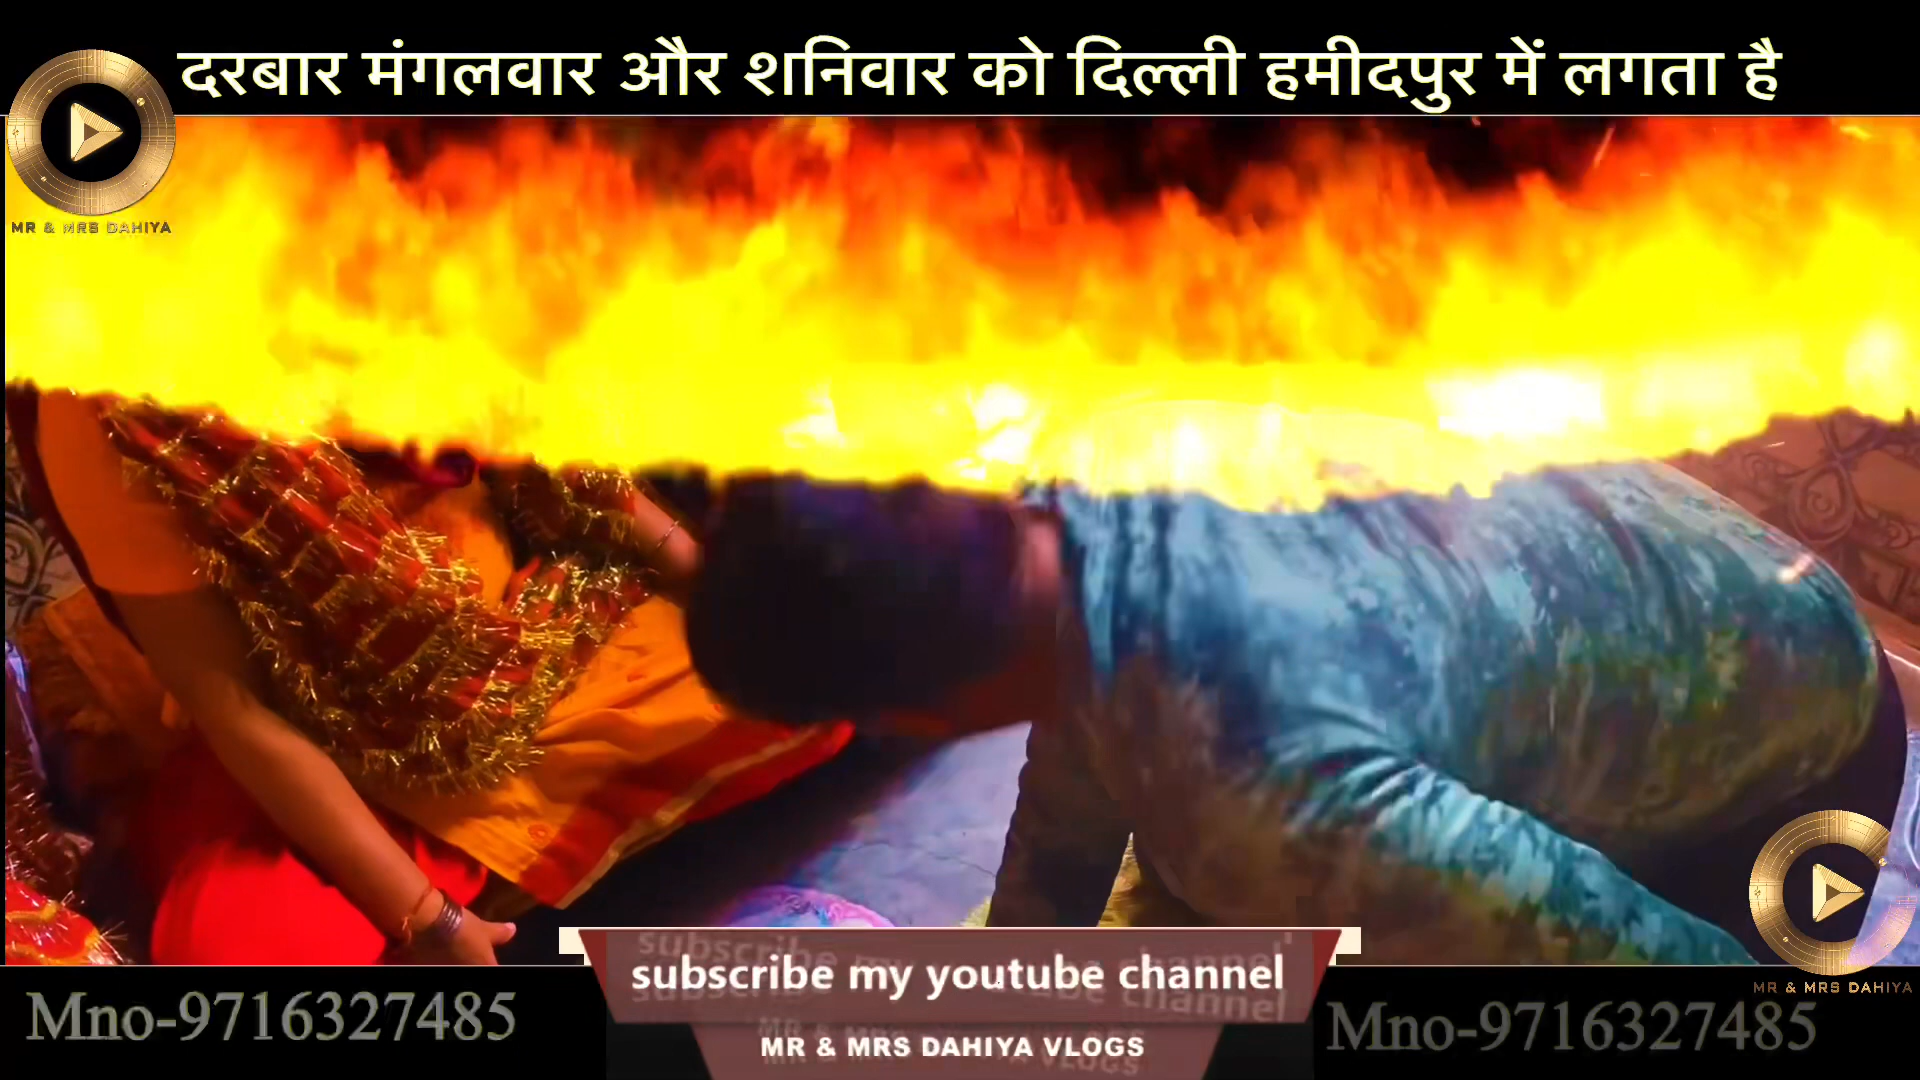 दरबार मंगलवार और शनिवार को दिल्ली हमीदपुर में लगता है
MR & MRS DAHIYA
subscribe my youtube channel
MR & MRS DAHIYA VLOGS
Mno-9716327485
Mno-9716327485
MR & MRS DAHIYA